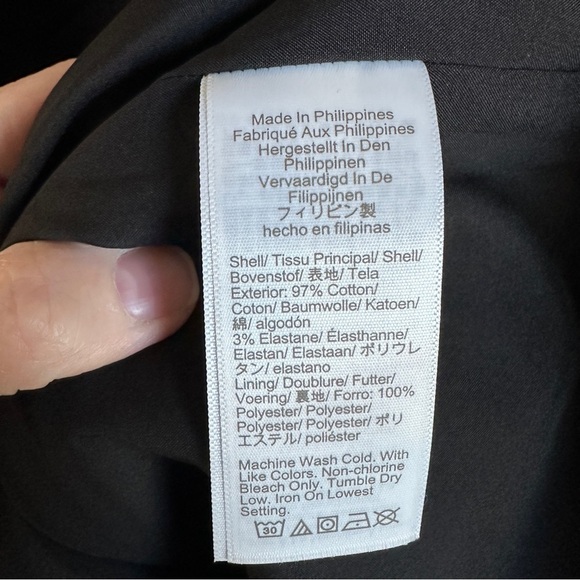 Made In Philippines
Fabriqué Aux Philippines
Hergestellt In Den
Philippinen
Vervaardigd In De
Filippijnen
フィリピン製
hecho en filipinas
Shell/ Tissu Principal/ Shell/
Bovenstof/ 表地/ Tela
Exterior: 97% Cotton/
Coton/ Baumwolle/ Katoen/
綿/ algodón
3% Elastane/ Élasthanne/
Elastan/ Elastaan/ ポリウレ
タン/ elastano
Lining/ Doublure/ Futter/
Voering/ 裏地/ Forro: 100%
Polyester/ Polyester/
Polyester/ Polyester/ ポリ
エステル/ poliéster
Machine Wash Cold. With
Like Colors. Non-chlorine
Bleach Only. Tumble Dry
Low. Iron On Lowest
Setting.
30